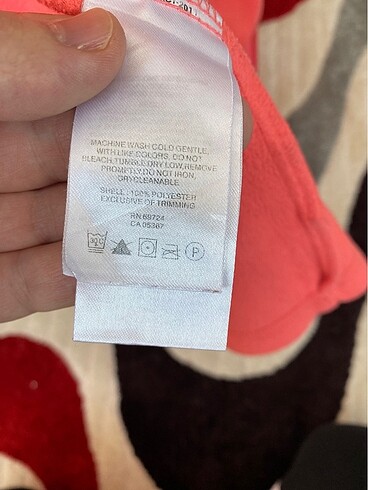 MACHINE WASH COLD GENTLE,
WITH LIKE COLORS, DO NOT
BLEACH, TUMBLE DRY LOW, REMOVE
PROMPTLY, DO NOT IRON,
DRYCLEANABLE
SHELL: 100% POLYESTER
EXCLUSIVE OF TRIMMING
RN 69724
CA 05367
30°C
P